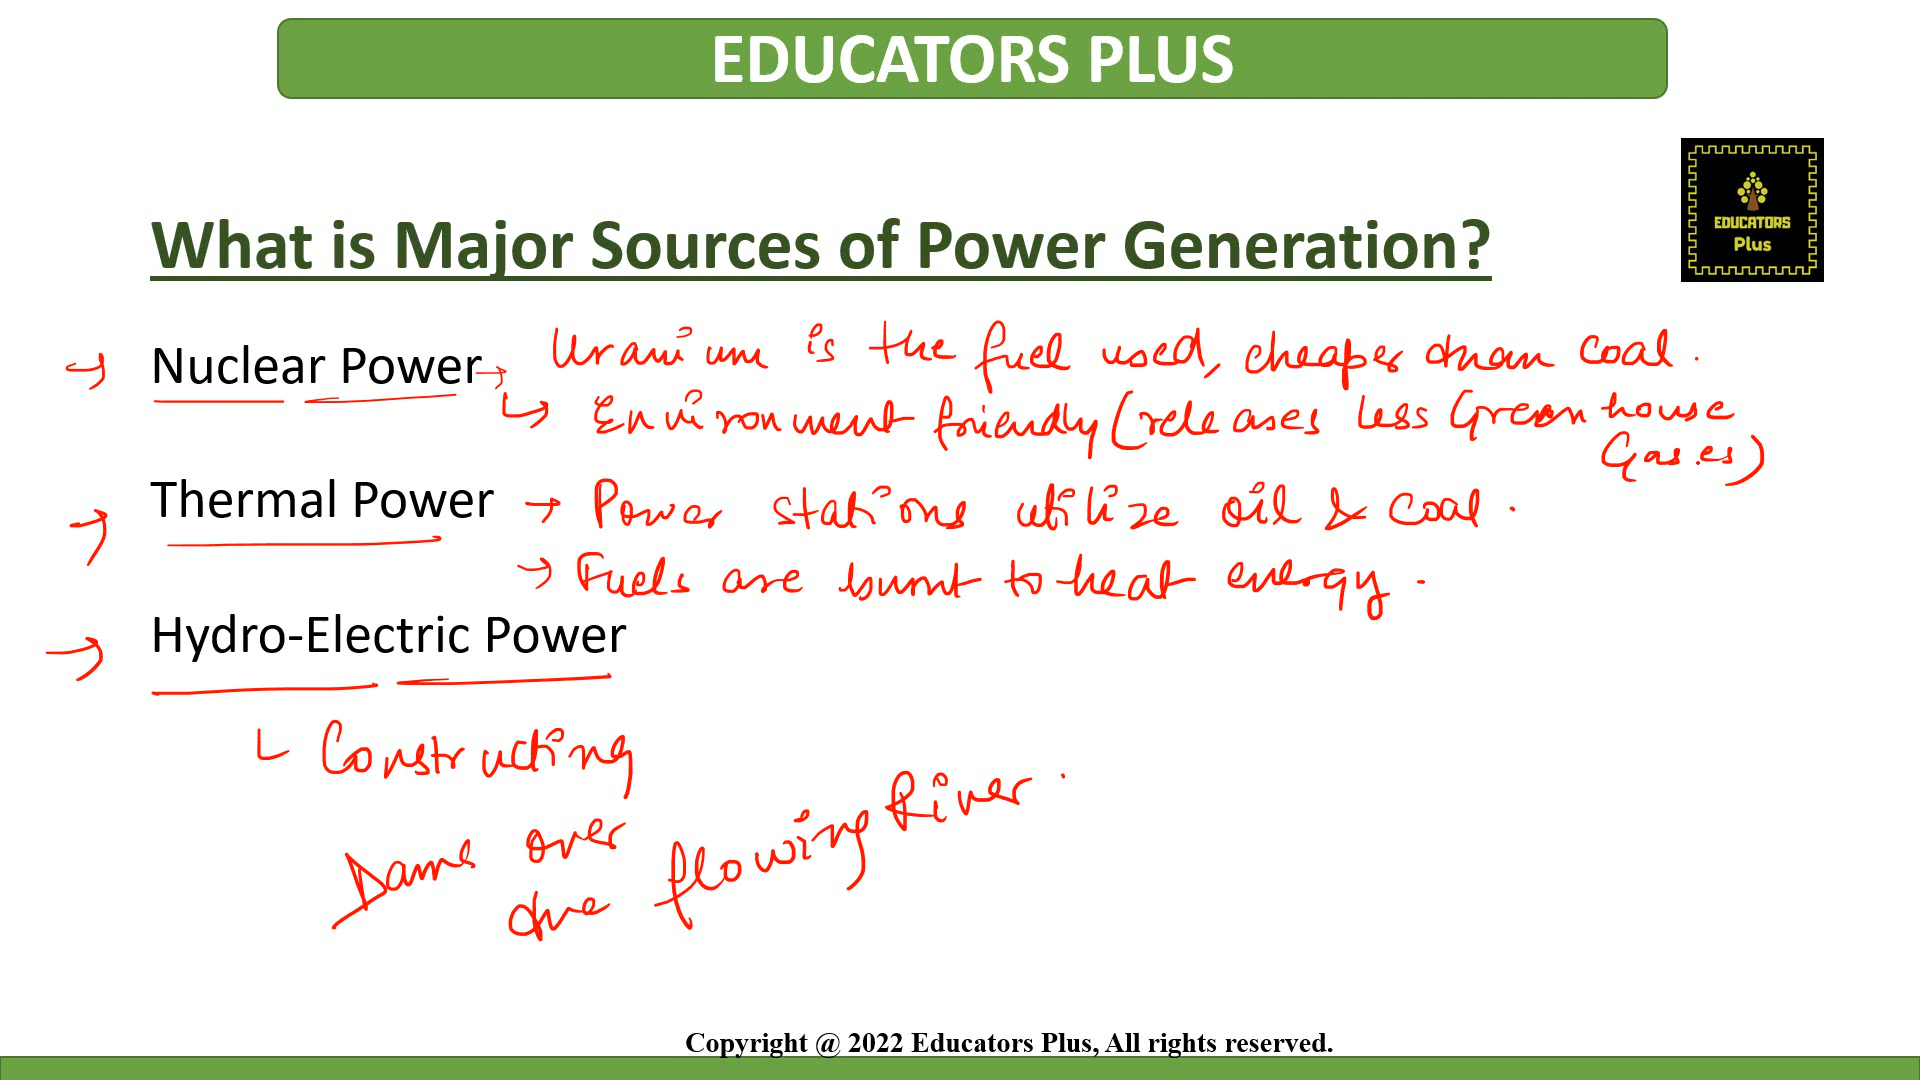 EDUCATORS PLUS
EDUCATORS
Plus
What is Major Sources of Power Generation?
→ Nuclear Power → Uranium is the fuel used, cheaper than coal.
↳ Environment friendly (releases less Green house
Gases)
→ Thermal Power → Power stations utilize oil & coal.
→ Fuels are burnt to heat energy.
→ Hydro-Electric Power
Constructing
Dams over
the flowing River.
Copyright @ 2022 Educators Plus, All rights reserved.